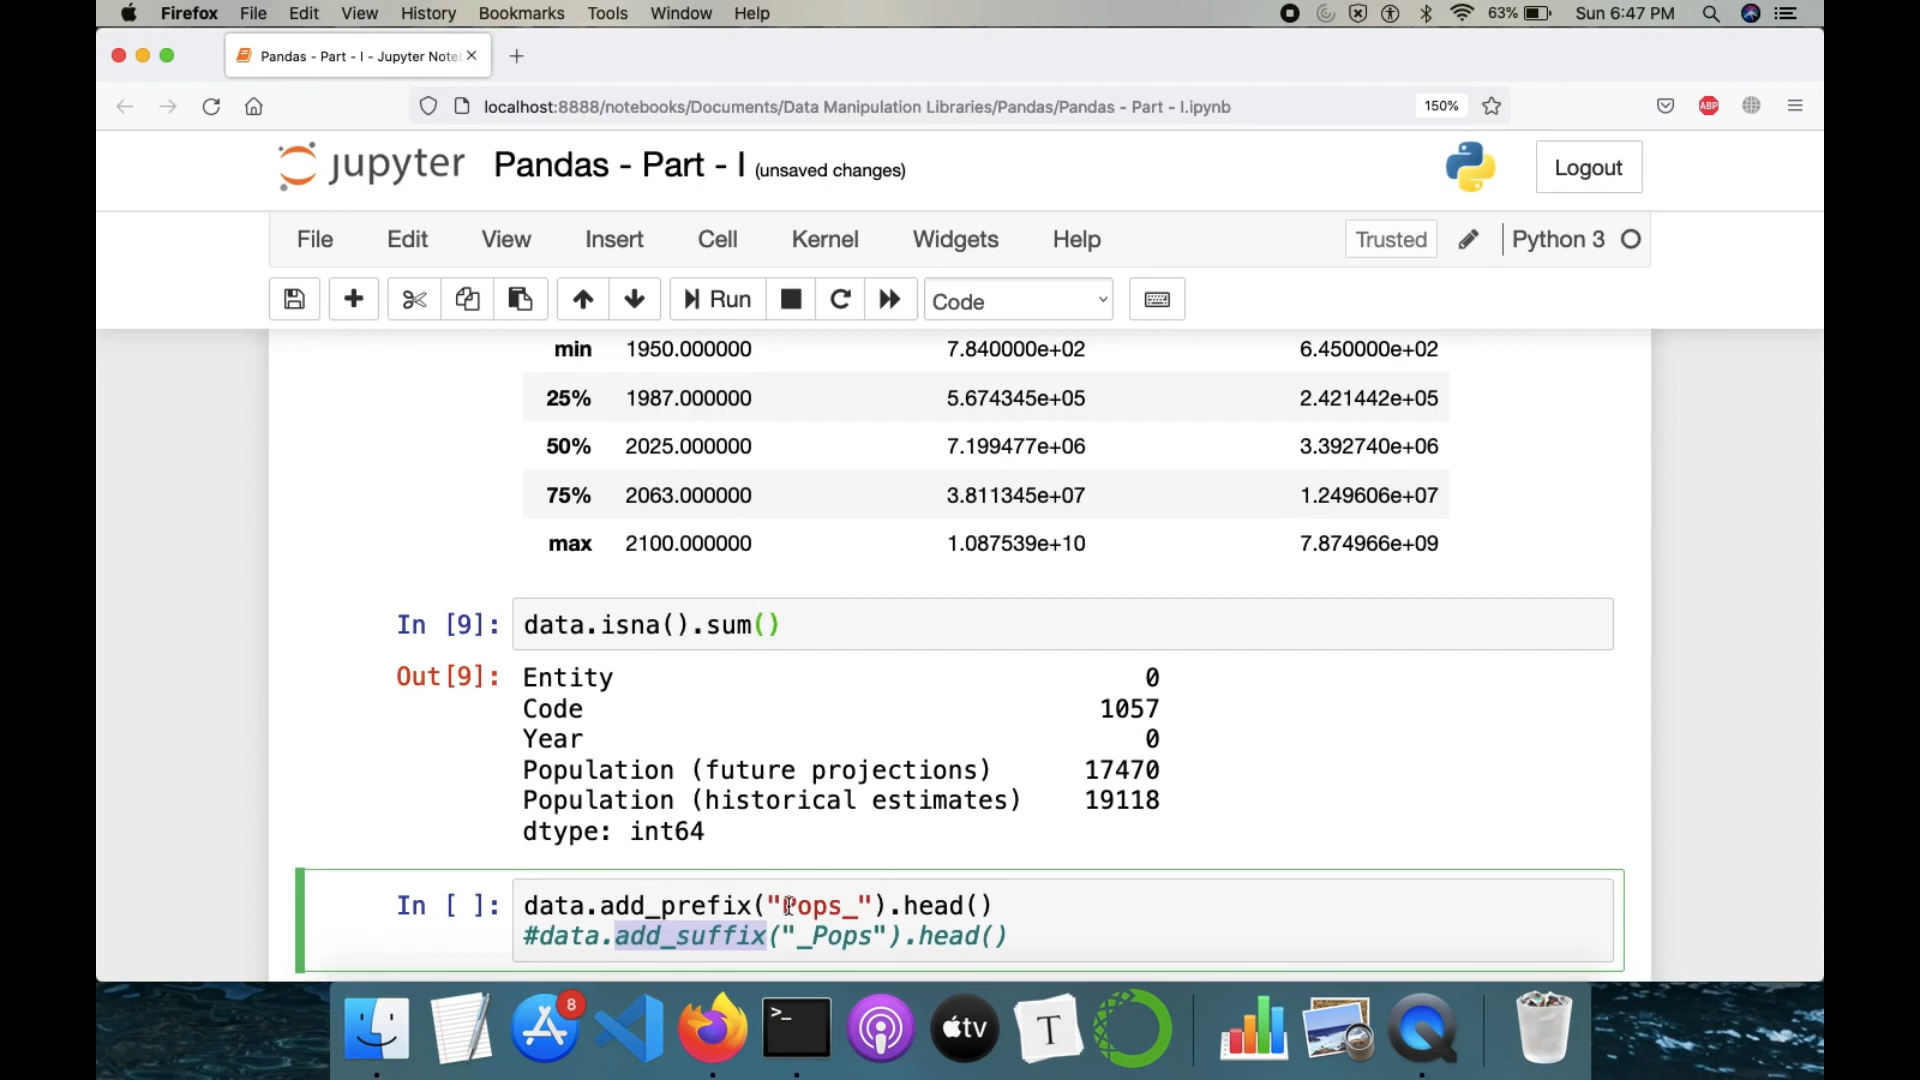 Firefox File Edit View History Bookmarks Tools Window Help 63% Sun 6:47 PM
Pandas - Part - I - Jupyter Note
localhost:8888/notebooks/Documents/Data Manipulation Libraries/Pandas/Pandas - Part - I.ipynb 150% ABP
jupyter Pandas - Part - I (unsaved changes) Logout
File Edit View Insert Cell Kernel Widgets Help Trusted Python 3
Run Code
min 1950.000000 7.840000e+02 6.450000e+02
25% 1987.000000 5.674345e+05 2.421442e+05
50% 2025.000000 7.199477e+06 3.392740e+06
75% 2063.000000 3.811345e+07 1.249606e+07
max 2100.000000 1.087539e+10 7.874966e+09
In [9]: data.isna().sum()
Out[9]: Entity 0
Code 1057
Year 0
Population (future projections) 17470
Population (historical estimates) 19118
dtype: int64
In [ ]: data.add_prefix("Pops_").head()
#data.add_suffix("_Pops").head()
8
>_
tv
T